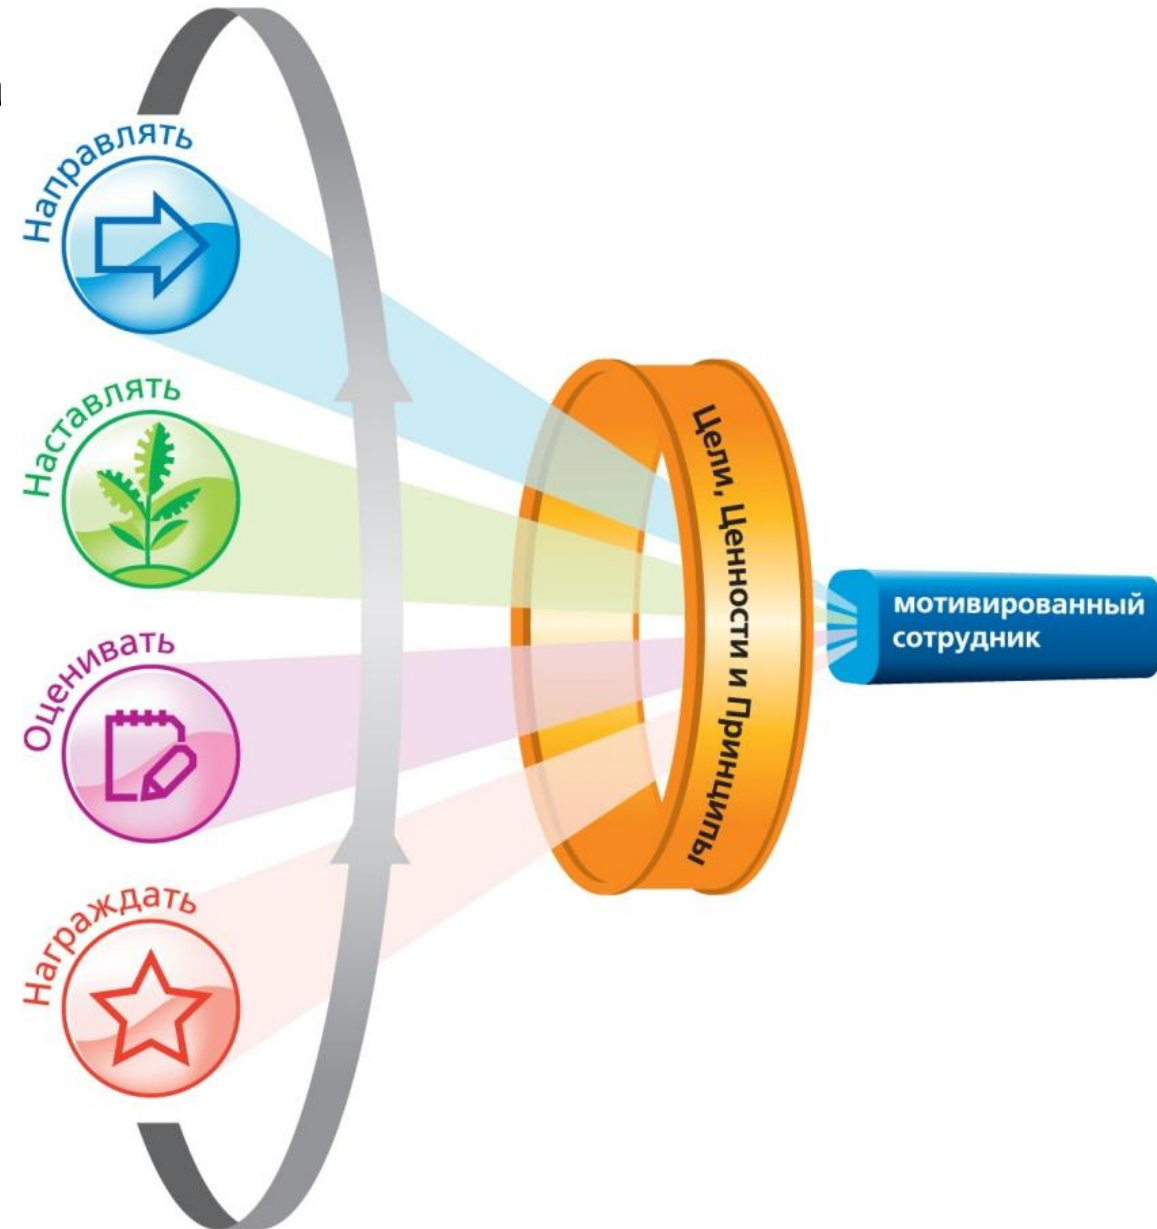 Направлять
Наставлять
Оценивать
Награждать
Цели, Ценности и Принципы
мотивированный
сотрудник